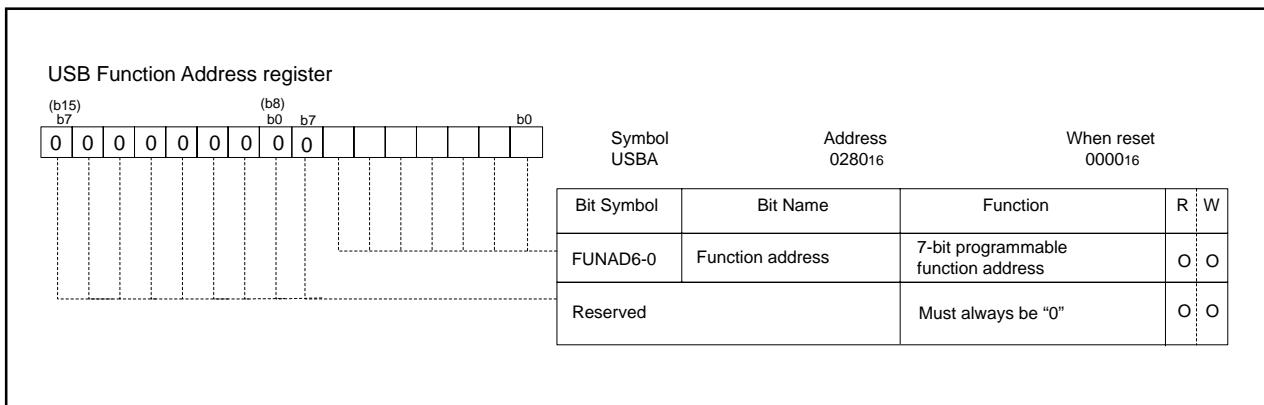 USB Function Address register
(b15) (b8)
b7 b0 b7 b0
0 0 0 0 0 0 0 0 0
Symbol Address When reset
USBA 028016 000016
Bit Symbol Bit Name Function R W
FUNAD6-0 Function address 7-bit programmable
function address O O
Reserved Must always be “0” O O